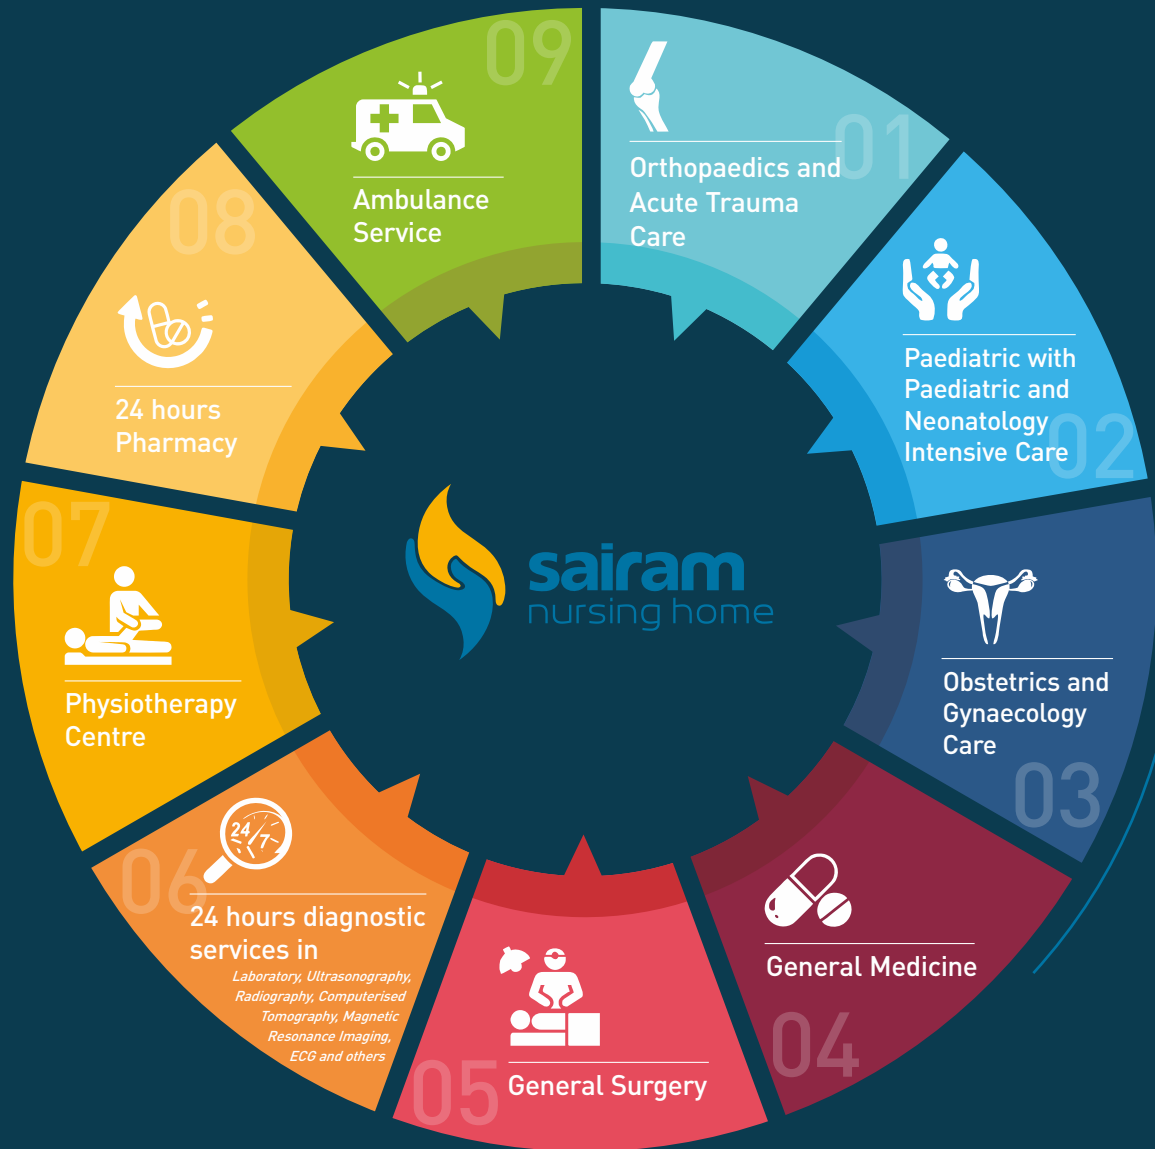 01
Orthopaedics and
Acute Trauma
Care
02
Paediatric with
Paediatric and
Neonatology
Intensive Care
03
Obstetrics and
Gynaecology
Care
04
General Medicine
05
General Surgery
06
24 7
24 hours diagnostic
services in
Laboratory, Ultrasonography,
Radiography, Computerised
Tomography, Magnetic
Resonance Imaging,
ECG and others
07
Physiotherapy
Centre
08
24 hours
Pharmacy
09
Ambulance
Service
sairam
nursing home